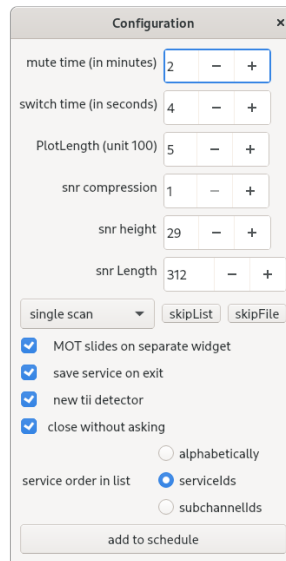 Configuration ×
mute time (in minutes) 2 − +
switch time (in seconds) 4 − +
PlotLength (unit 100) 5 − +
snr compression 1 − +
snr height 29 − +
snr Length 312 − +
single scan skipList skipFile
MOT slides on separate widget
save service on exit
new tii detector
close without asking
alphabetically
service order in list serviceIds
subchannelIds
add to schedule